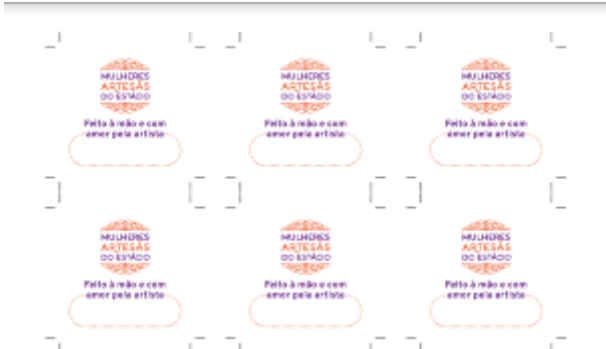 MULHERES
ARTESÃS
DO ESTADO
Feito à mão e com
amor pela artista
MULHERES
ARTESÃS
DO ESTADO
Feito à mão e com
amor pela artista
MULHERES
ARTESÃS
DO ESTADO
Feito à mão e com
amor pela artista
MULHERES
ARTESÃS
DO ESTADO
Feito à mão e com
amor pela artista
MULHERES
ARTESÃS
DO ESTADO
Feito à mão e com
amor pela artista
MULHERES
ARTESÃS
DO ESTADO
Feito à mão e com
amor pela artista